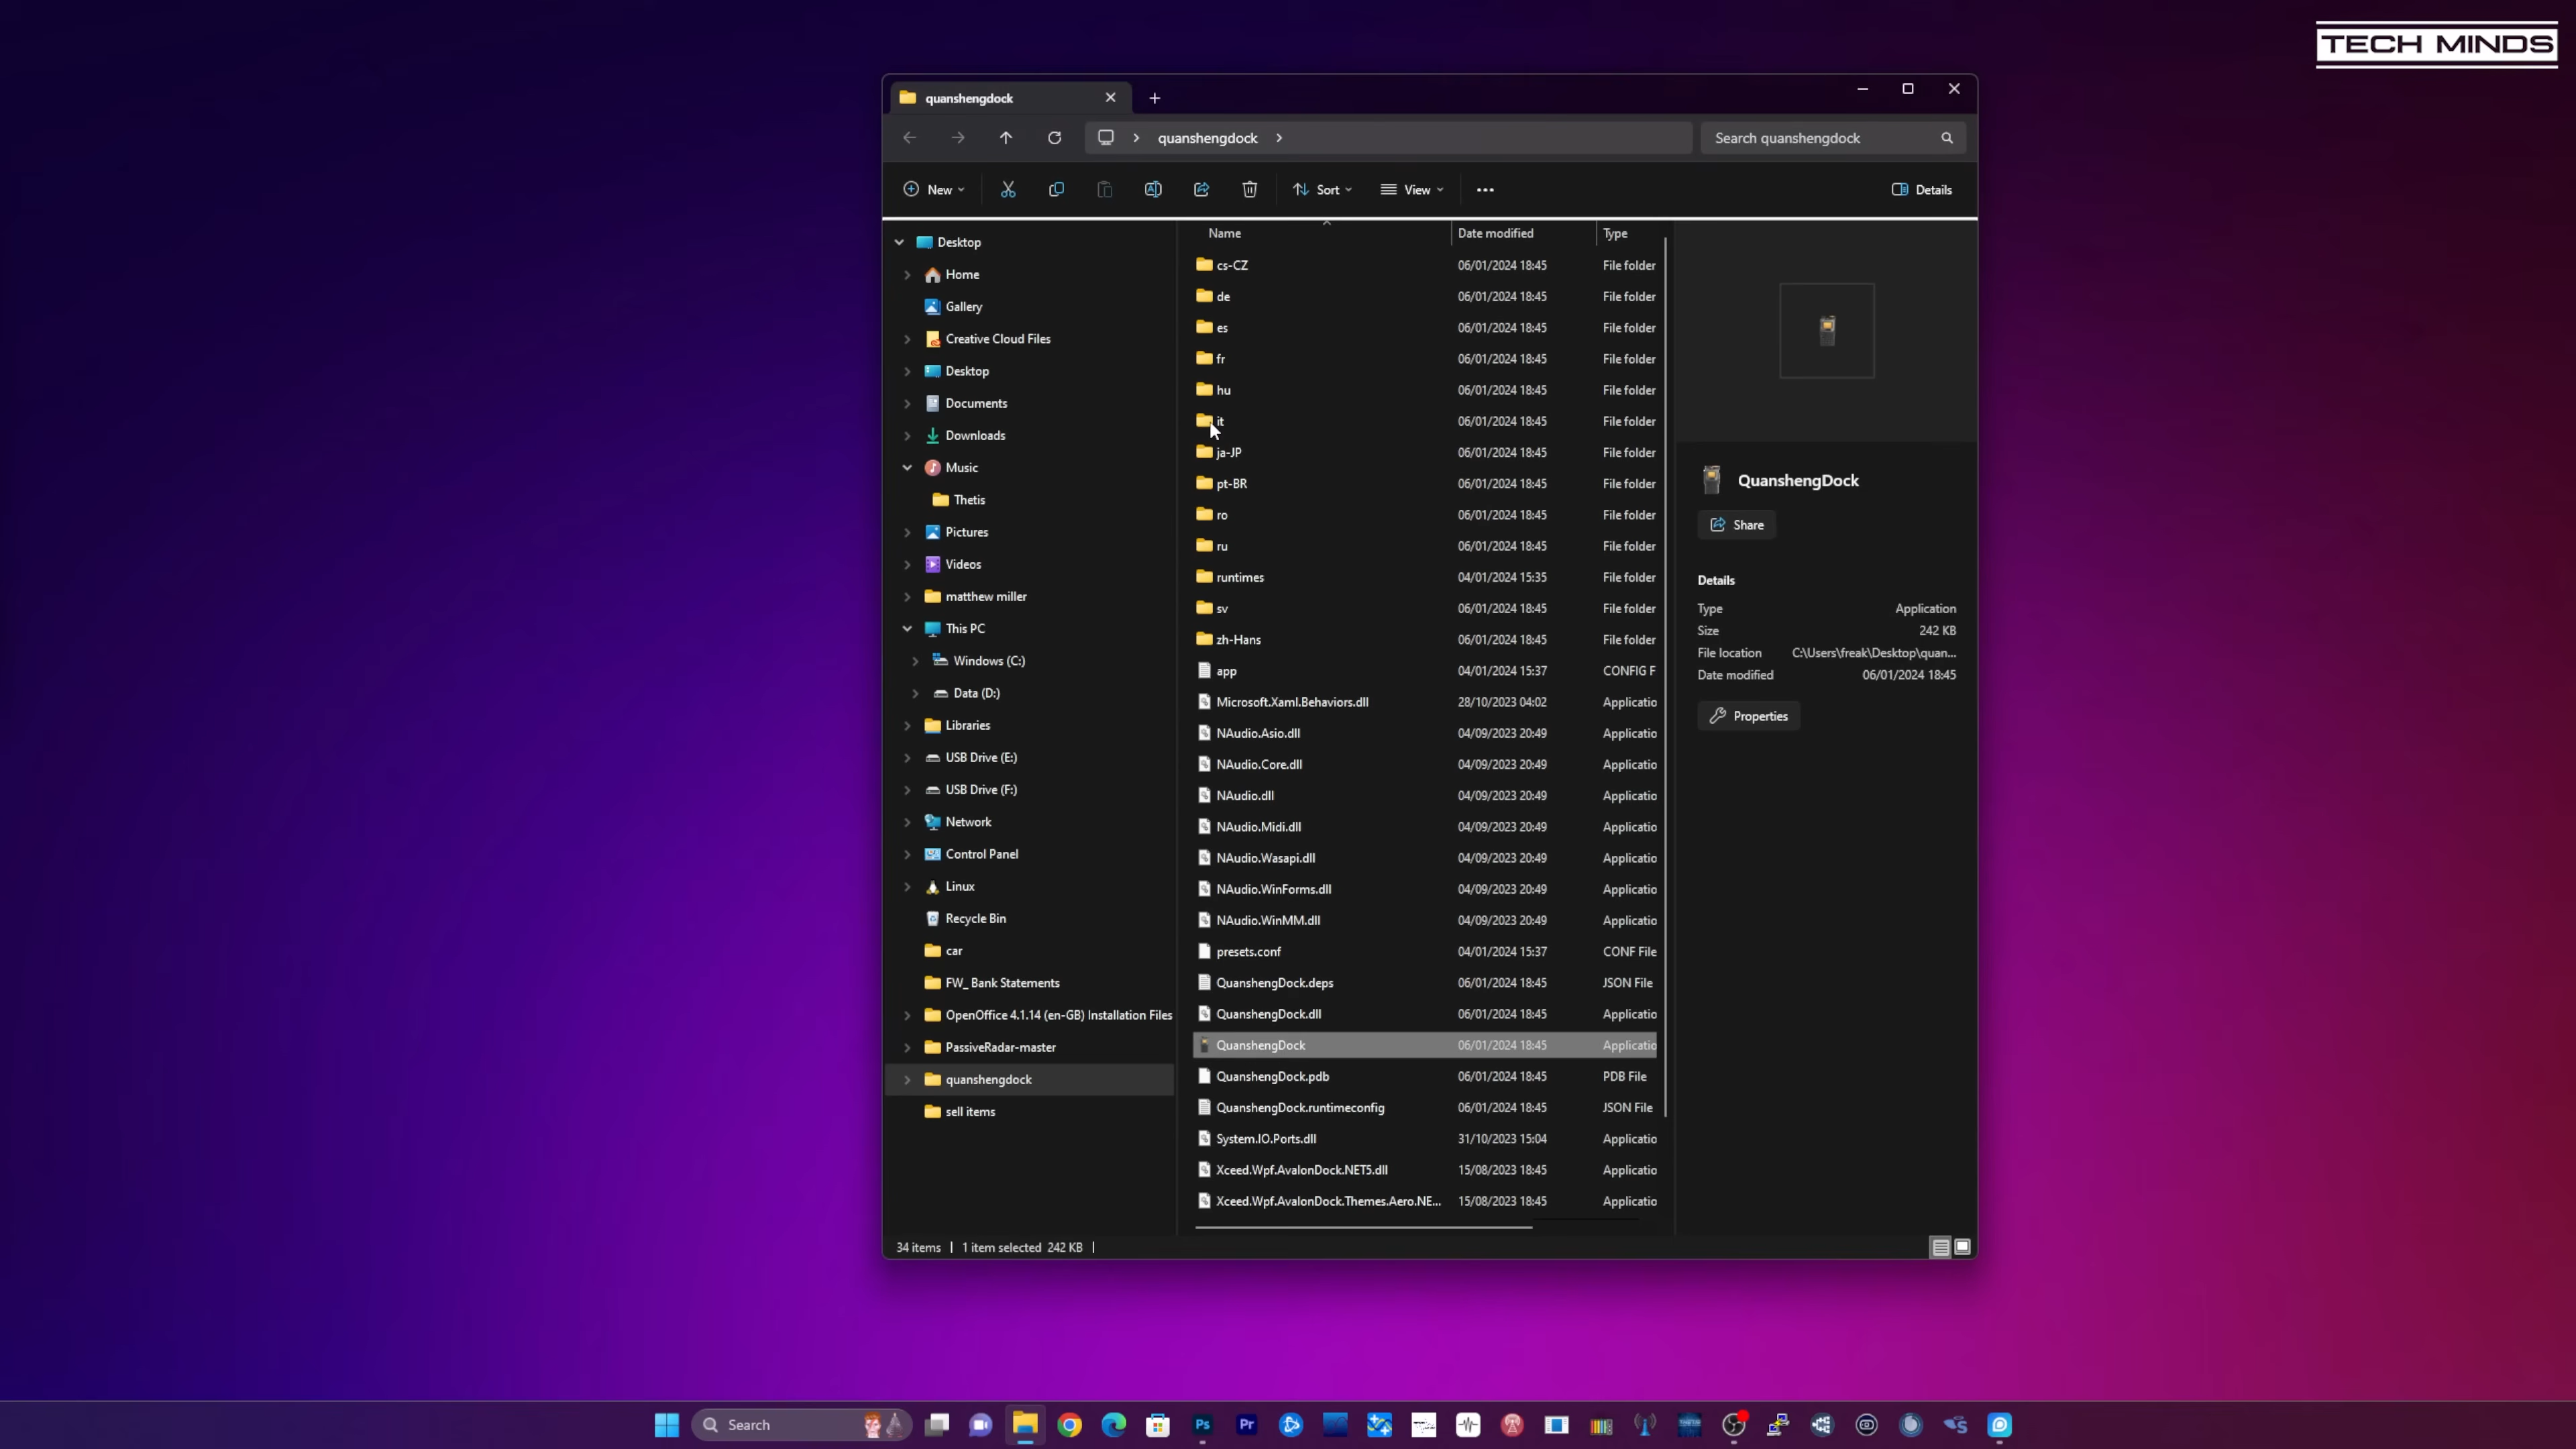 TECH MINDS
quanshengdock
quanshengdock
Search quanshengdock
New
Sort
View
Details
Desktop
Home
Gallery
Creative Cloud Files
Desktop
Documents
Downloads
Music
Thetis
Pictures
Videos
matthew miller
This PC
Windows (C:)
Data (D:)
Libraries
USB Drive (E:)
USB Drive (F:)
Network
Control Panel
Linux
Recycle Bin
car
FW_ Bank Statements
OpenOffice 4.1.14 (en-GB) Installation Files
PassiveRadar-master
quanshengdock
sell items
Name Date modified Type
cs-CZ 06/01/2024 18:45 File folder
de 06/01/2024 18:45 File folder
es 06/01/2024 18:45 File folder
fr 06/01/2024 18:45 File folder
hu 06/01/2024 18:45 File folder
it 06/01/2024 18:45 File folder
ja-JP 06/01/2024 18:45 File folder
pt-BR 06/01/2024 18:45 File folder
ro 06/01/2024 18:45 File folder
ru 06/01/2024 18:45 File folder
runtimes 04/01/2024 15:35 File folder
sv 06/01/2024 18:45 File folder
zh-Hans 06/01/2024 18:45 File folder
app 04/01/2024 15:37 CONFIG F
Microsoft.Xaml.Behaviors.dll 28/10/2023 04:02 Applicatio
NAudio.Asio.dll 04/09/2023 20:49 Applicatio
NAudio.Core.dll 04/09/2023 20:49 Applicatio
NAudio.dll 04/09/2023 20:49 Applicatio
NAudio.Midi.dll 04/09/2023 20:49 Applicatio
NAudio.Wasapi.dll 04/09/2023 20:49 Applicatio
NAudio.WinForms.dll 04/09/2023 20:49 Applicatio
NAudio.WinMM.dll 04/09/2023 20:49 Applicatio
presets.conf 04/01/2024 15:37 CONF File
QuanshengDock.deps 06/01/2024 18:45 JSON File
QuanshengDock.dll 06/01/2024 18:45 Applicatio
QuanshengDock 06/01/2024 18:45 Applicatio
QuanshengDock.pdb 06/01/2024 18:45 PDB File
QuanshengDock.runtimeconfig 06/01/2024 18:45 JSON File
System.IO.Ports.dll 31/10/2023 15:04 Applicatio
Xceed.Wpf.AvalonDock.NET5.dll 15/08/2023 18:45 Applicatio
Xceed.Wpf.AvalonDock.Themes.Aero.NE... 15/08/2023 18:45 Applicatio
QuanshengDock
Share
Details
Type Application
Size 242 KB
File location C:\Users\freak\Desktop\quan...
Date modified 06/01/2024 18:45
Properties
34 items 1 item selected 242 KB
Search
Ps
Pr